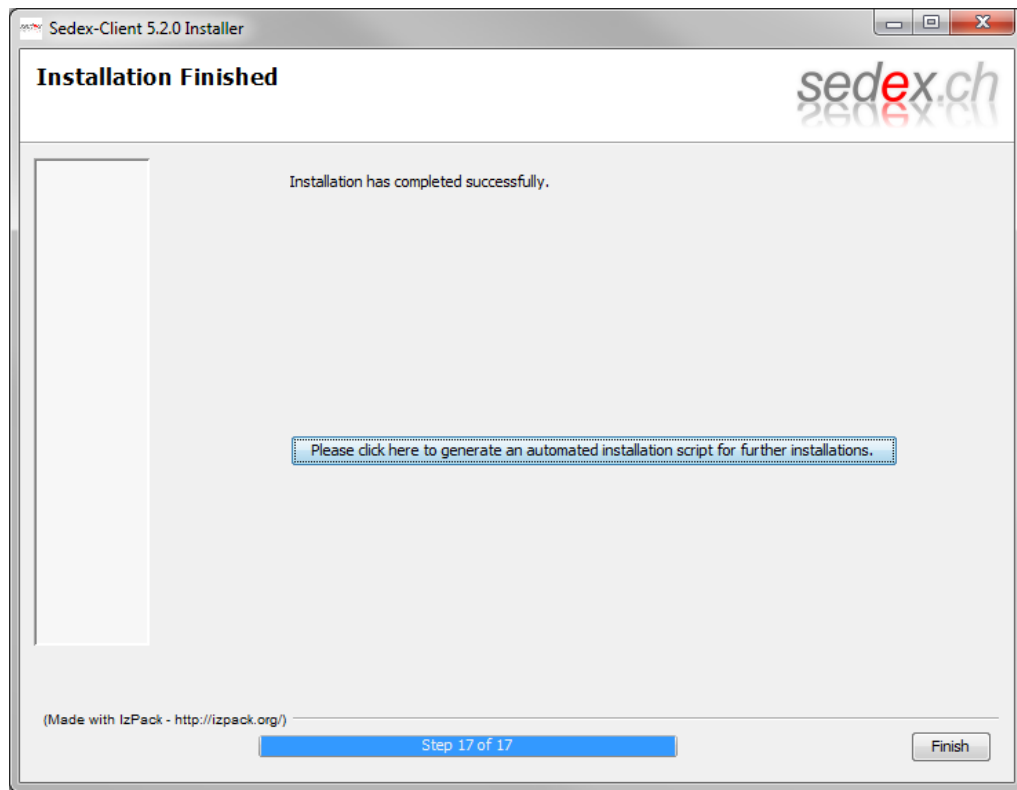 Sedex-Client 5.2.0 Installer
Installation Finished
sedex.ch
Installation has completed successfully.
Please click here to generate an automated installation script for further installations.
(Made with IzPack - http://izpack.org/)
Step 17 of 17
Finish